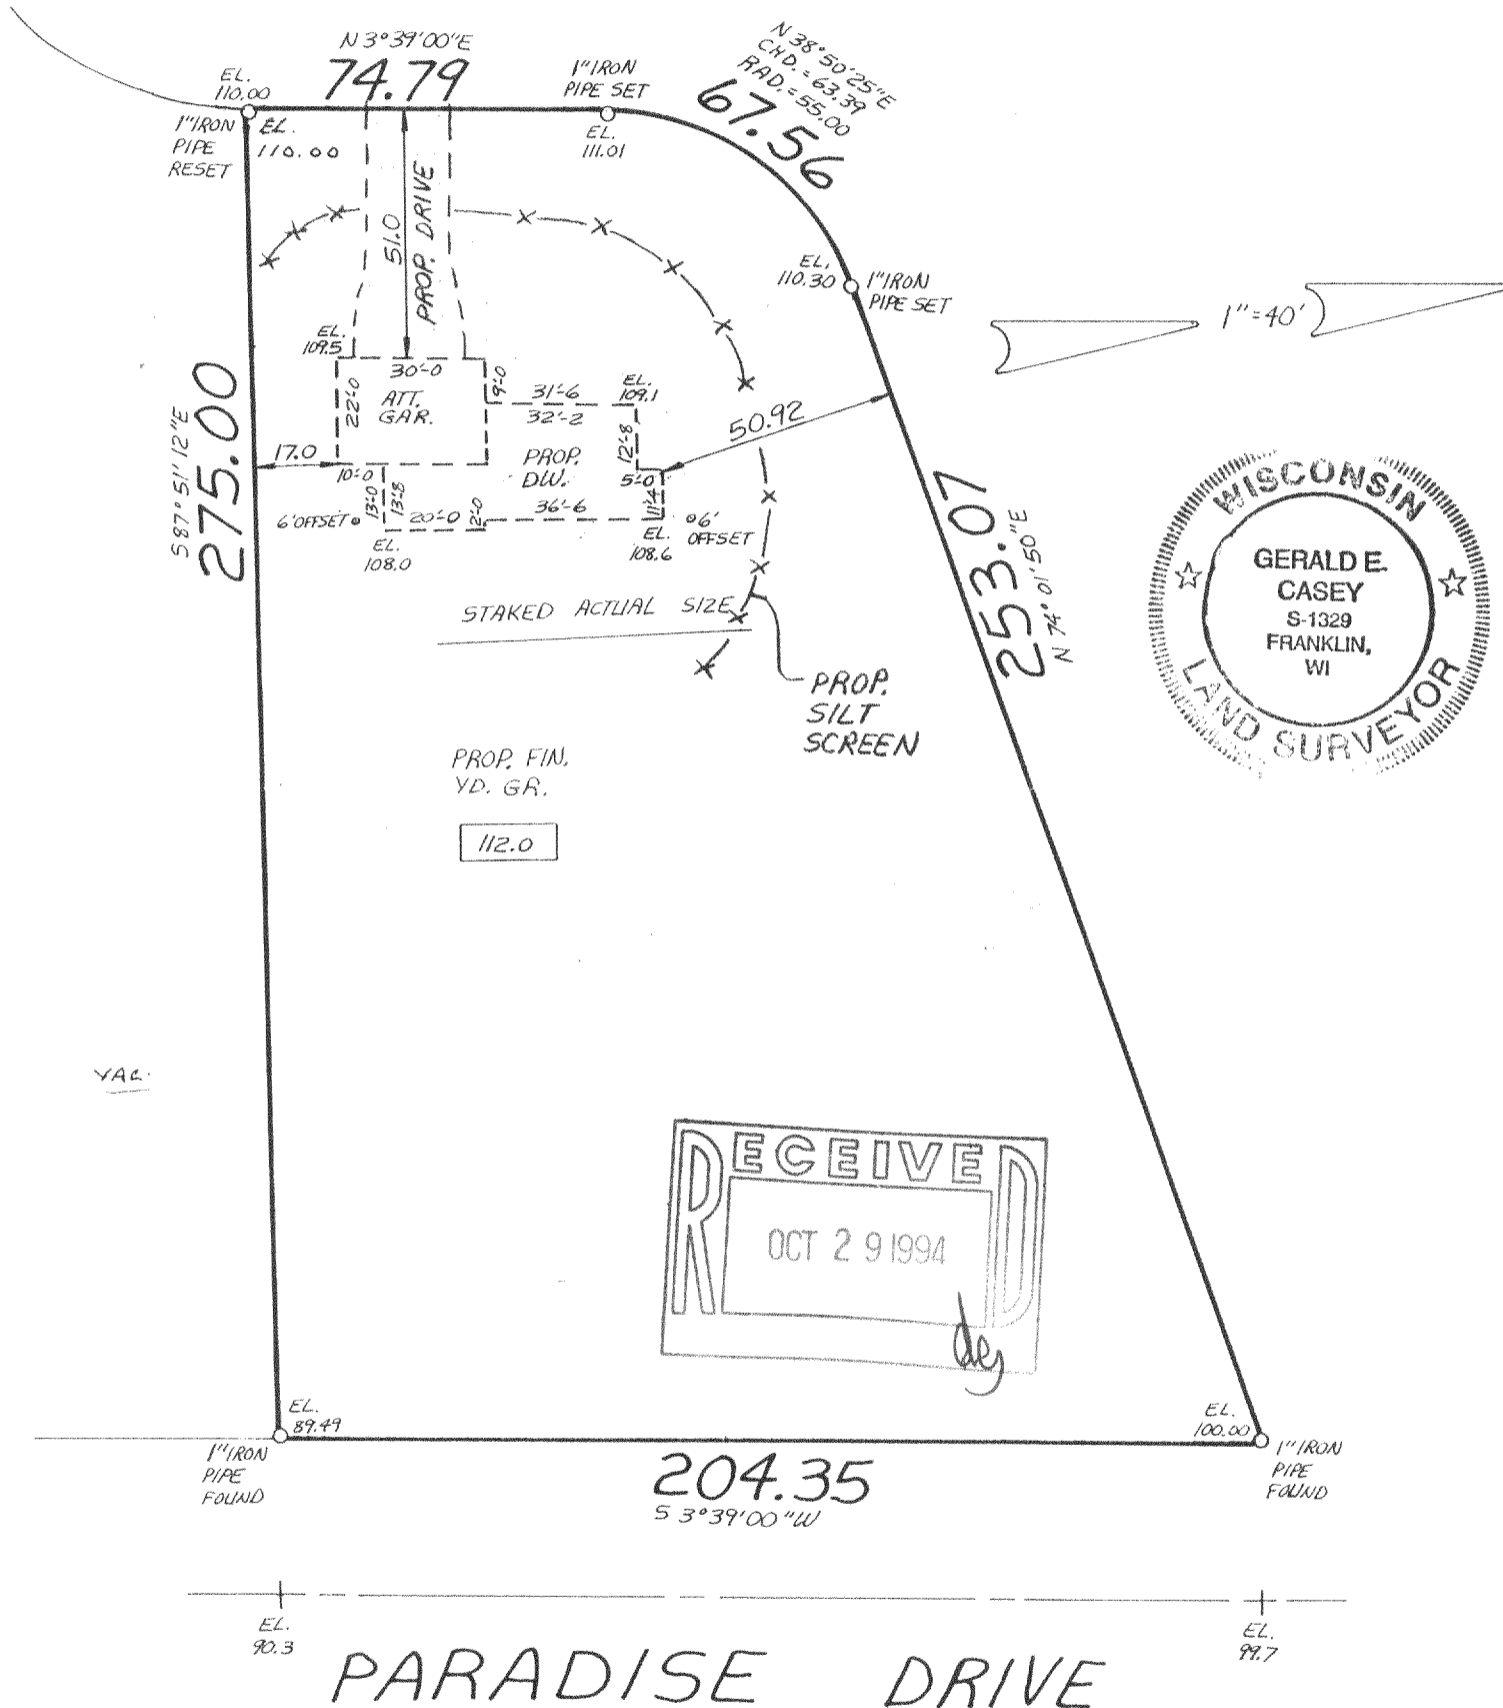 N 3°39'00"E
74.79
EL.
110.00
1" IRON
PIPE
RESET
EL.
110.00
1" IRON
PIPE SET
EL.
111.01
N 38°50'25"E
CHD. = 63.39
RAD. = 55.00
67.56
51.0
PROP. DRIVE
EL.
110.30
1" IRON
PIPE SET
1"=40'
EL.
109.5
30'-0
22'-0
ATT.
GAR.
9'-0
31'-6
32'-2
EL.
109.1
12'-8
50.92
S 87°51'12"E
275.00
17.0
10'-0
PROP.
DW.
5'-0
11'-4
13'-0
13'-8
20'-0
2'-0
36'-6
6' OFFSET
6'
OFFSET
EL.
108.0
EL.
108.6
253.07
N 74°01'50"E
WISCONSIN
GERALD E.
CASEY
S-1329
FRANKLIN,
WI
LAND SURVEYOR
STAKED ACTUAL SIZE
PROP.
SILT
SCREEN
PROP. FIN.
YD. GR.
112.0
VAC.
RECEIVED
OCT 29 1994
EL.
89.49
1" IRON
PIPE
FOUND
EL.
100.00
1" IRON
PIPE
FOUND
204.35
S 3°39'00"W
EL.
90.3
EL.
99.7
PARADISE DRIVE